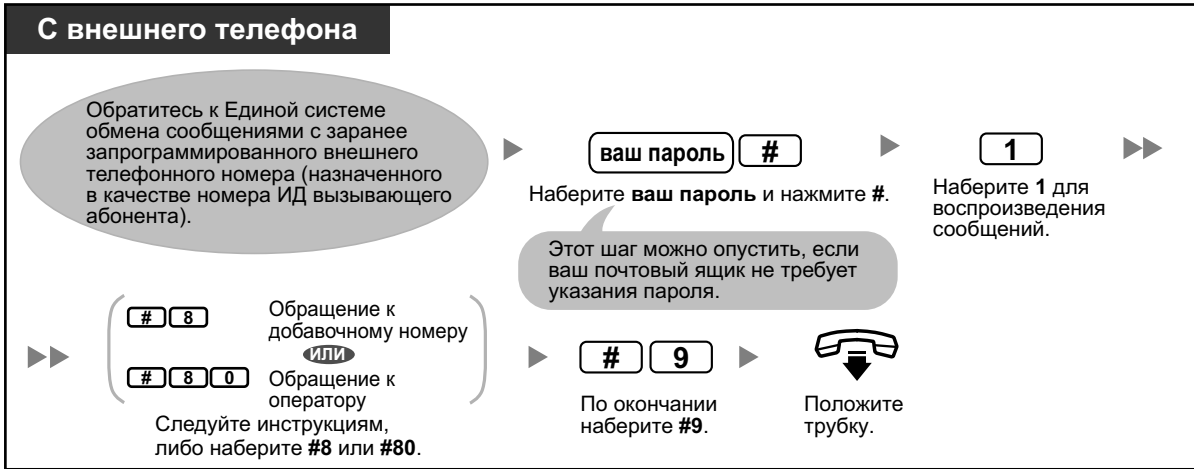 С внешнего телефона
Обратитесь к Единой системе
обмена сообщениями с заранее
запрограммированного внешнего
телефонного номера (назначенного
в качестве номера ИД вызывающего
абонента).
ваш пароль #
Наберите ваш пароль и нажмите #.
Этот шаг можно опустить, если
ваш почтовый ящик не требует
указания пароля.
1
Наберите 1 для
воспроизведения
сообщений.
# 8 Обращение к
добавочному номеру
ИЛИ
# 8 0 Обращение к
оператору
Следуйте инструкциям,
либо наберите #8 или #80.
# 9
По окончании
наберите #9.
Положите
трубку.